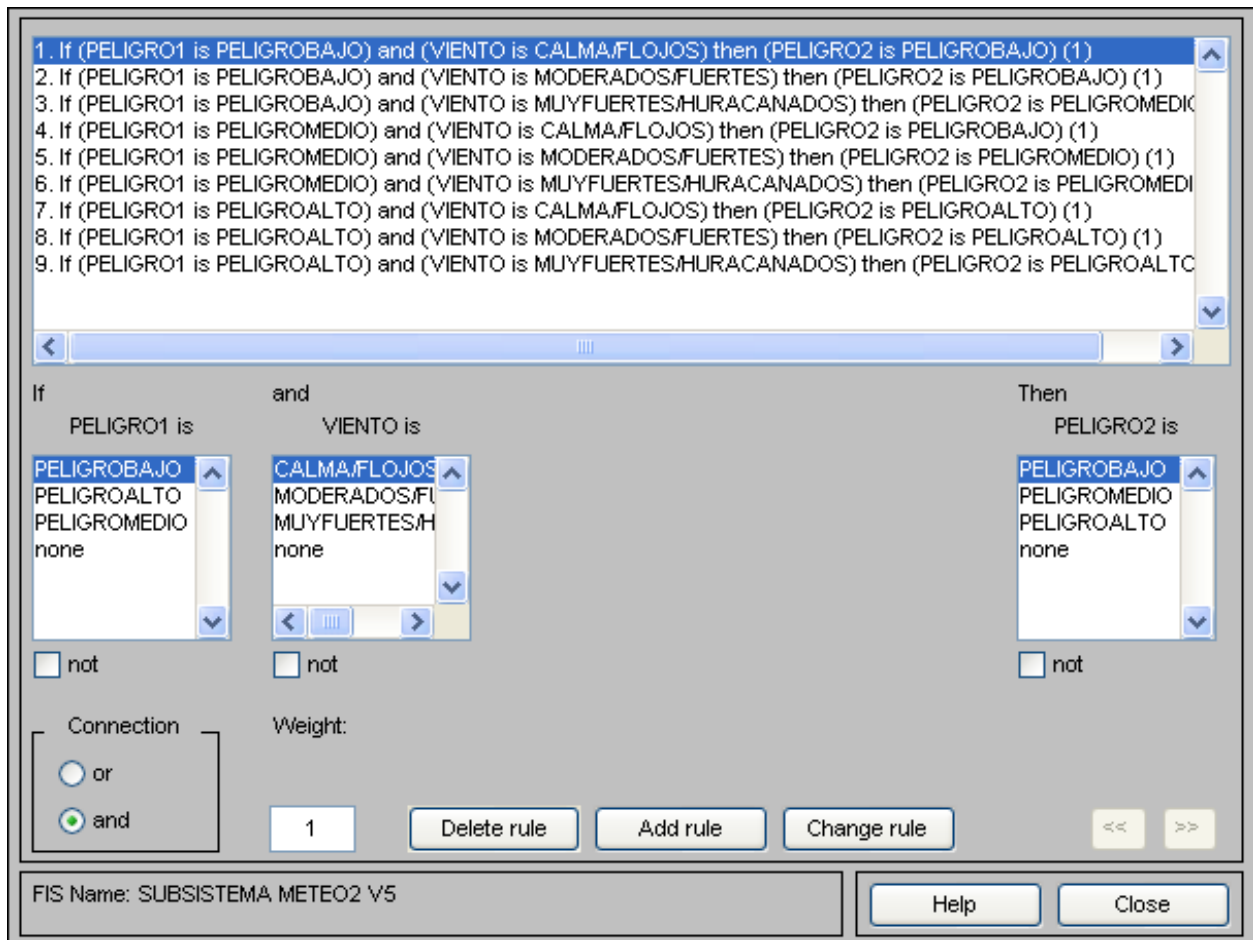 1. If (PELIGRO1 is PELIGROBAJO) and (VIENTO is CALMA/FLOJOS) then (PELIGRO2 is PELIGROBAJO) (1)
2. If (PELIGRO1 is PELIGROBAJO) and (VIENTO is MODERADOS/FUERTES) then (PELIGRO2 is PELIGROBAJO) (1)
3. If (PELIGRO1 is PELIGROBAJO) and (VIENTO is MUYFUERTES/HURACANADOS) then (PELIGRO2 is PELIGROMEDIO
4. If (PELIGRO1 is PELIGROMEDIO) and (VIENTO is CALMA/FLOJOS) then (PELIGRO2 is PELIGROBAJO) (1)
5. If (PELIGRO1 is PELIGROMEDIO) and (VIENTO is MODERADOS/FUERTES) then (PELIGRO2 is PELIGROMEDIO) (1)
6. If (PELIGRO1 is PELIGROMEDIO) and (VIENTO is MUYFUERTES/HURACANADOS) then (PELIGRO2 is PELIGROMEDI
7. If (PELIGRO1 is PELIGROALTO) and (VIENTO is CALMA/FLOJOS) then (PELIGRO2 is PELIGROALTO) (1)
8. If (PELIGRO1 is PELIGROALTO) and (VIENTO is MODERADOS/FUERTES) then (PELIGRO2 is PELIGROALTO) (1)
9. If (PELIGRO1 is PELIGROALTO) and (VIENTO is MUYFUERTES/HURACANADOS) then (PELIGRO2 is PELIGROALTO
If and Then
PELIGRO1 is VIENTO is PELIGRO2 is
PELIGROBAJO CALMA/FLOJOS PELIGROBAJO
PELIGROALTO MODERADOS/FU PELIGROMEDIO
PELIGROMEDIO MUYFUERTES/H PELIGROALTO
none none none
not not not
Connection Weight:
or
and 1 Delete rule Add rule Change rule << >>
FIS Name: SUBSISTEMA METEO2 V5 Help Close